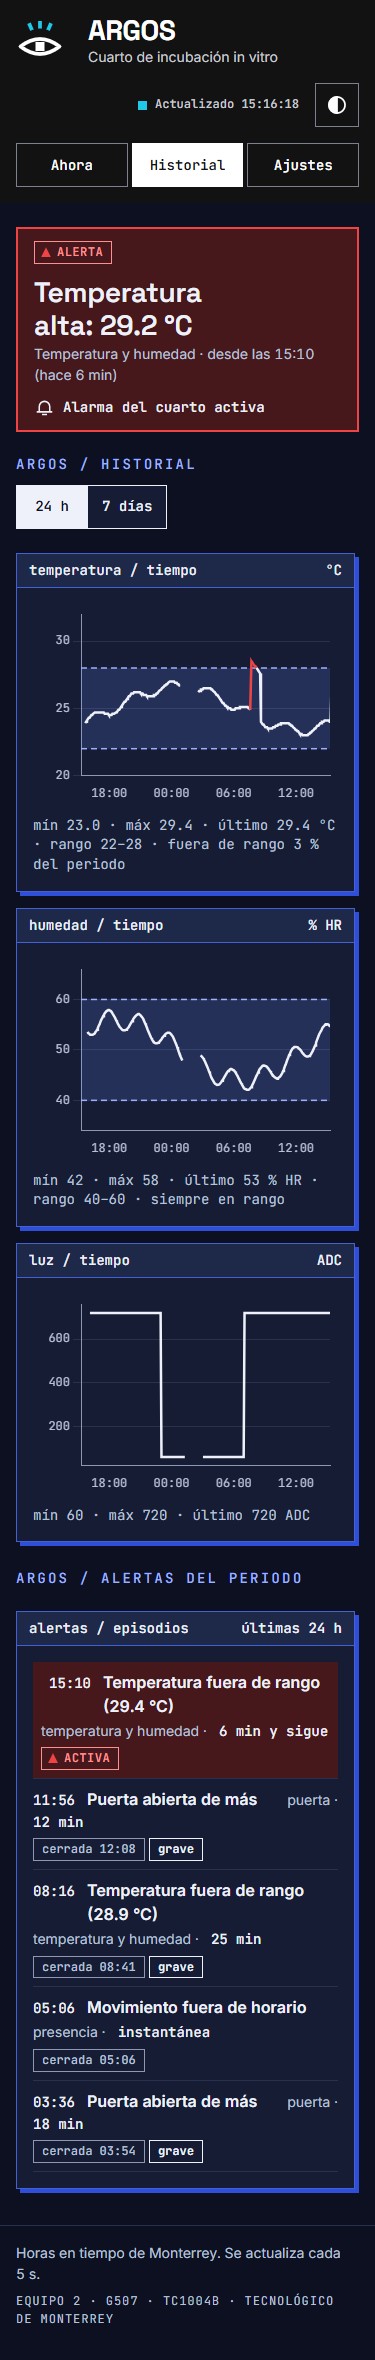 ARGOS
Cuarto de incubación in vitro
Actualizado 15:16:18
Ahora
Historial
Ajustes
ALERTA
Temperatura
alta: 29.2 °C
Temperatura y humedad · desde las 15:10
(hace 6 min)
Alarma del cuarto activa
ARGOS / HISTORIAL
24 h
7 días
temperatura / tiempo °C
30
25
20
18:00 00:00 06:00 12:00
mín 23.0 · máx 29.4 · último 29.4 °C
· rango 22–28 · fuera de rango 3 %
del periodo
humedad / tiempo % HR
60
50
40
18:00 00:00 06:00 12:00
mín 42 · máx 58 · último 53 % HR ·
rango 40–60 · siempre en rango
luz / tiempo ADC
600
400
200
18:00 00:00 06:00 12:00
mín 60 · máx 720 · último 720 ADC
ARGOS / ALERTAS DEL PERIODO
alertas / episodios últimas 24 h
15:10 Temperatura fuera de rango
(29.4 °C)
temperatura y humedad · 6 min y sigue
ACTIVA
11:56 Puerta abierta de más puerta ·
12 min
cerrada 12:08 grave
08:16 Temperatura fuera de rango
(28.9 °C)
temperatura y humedad · 25 min
cerrada 08:41 grave
05:06 Movimiento fuera de horario
presencia · instantánea
cerrada 05:06
03:36 Puerta abierta de más puerta ·
18 min
cerrada 03:54 grave
Horas en tiempo de Monterrey. Se actualiza cada
5 s.
EQUIPO 2 · G507 · TC1004B · TECNOLÓGICO
DE MONTERREY